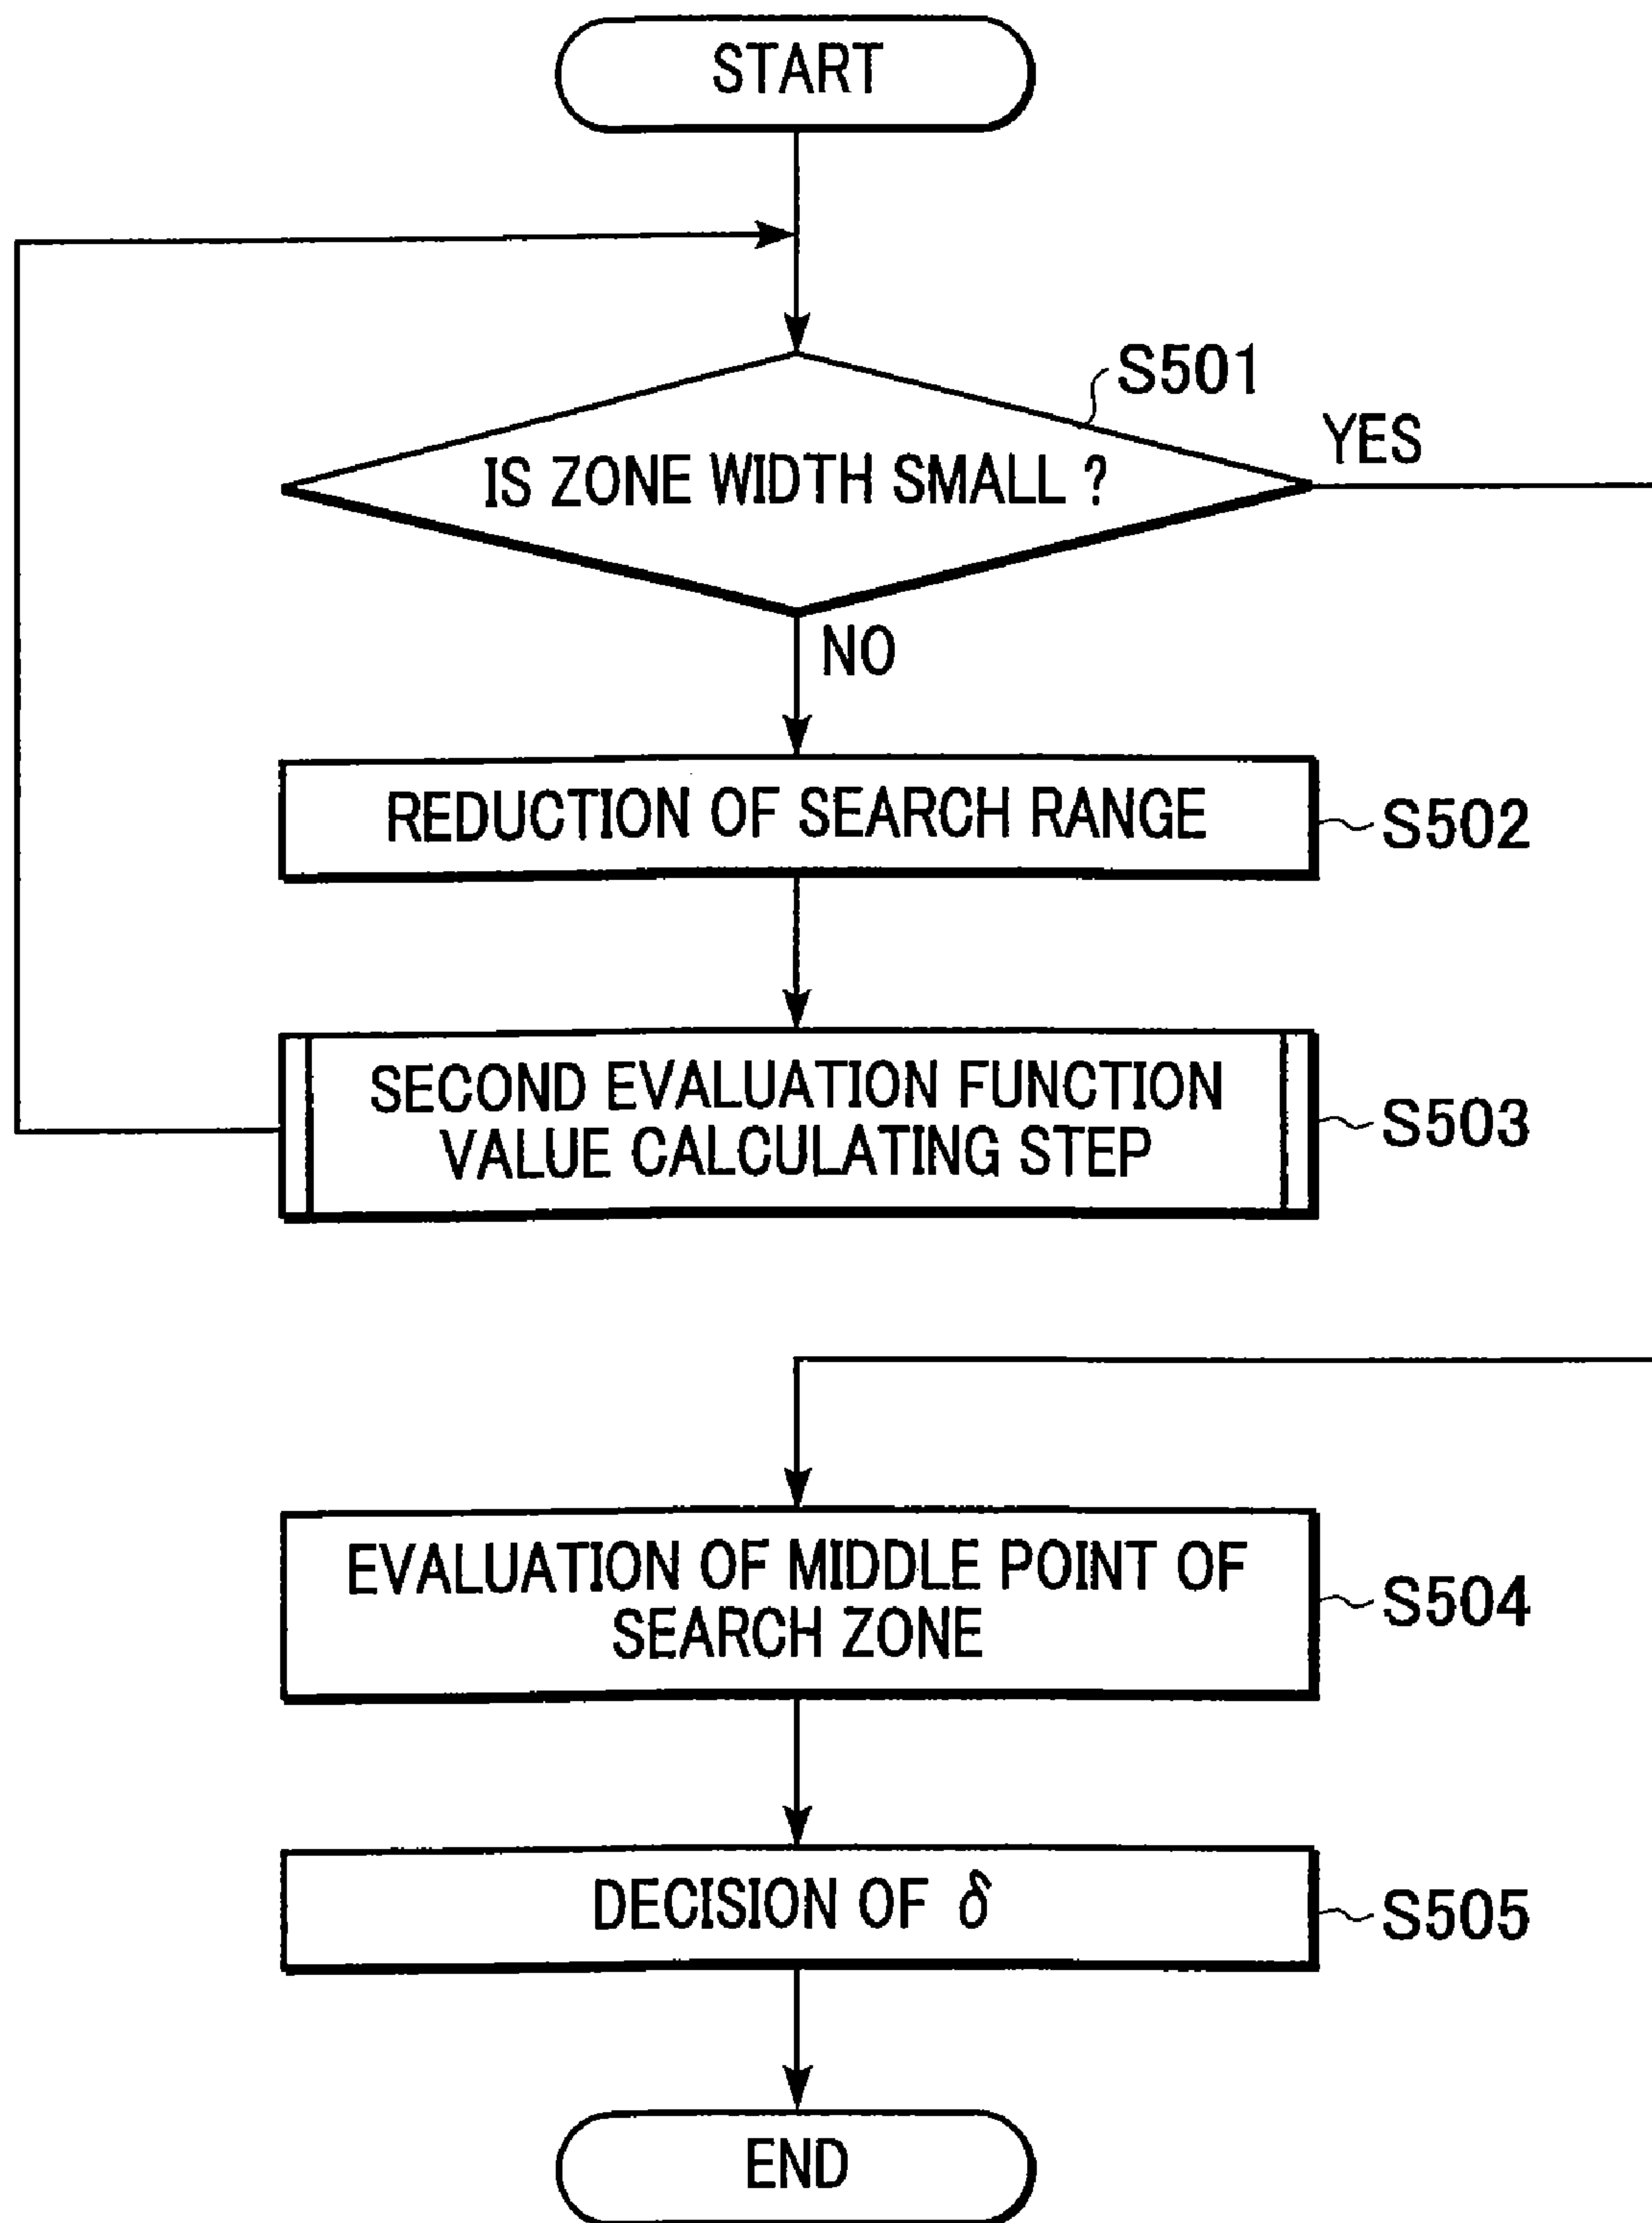 START
S501
YES
IS ZONE WIDTH SMALL ?
NO
REDUCTION OF SEARCH RANGE
S502
SECOND EVALUATION FUNCTION
VALUE CALCULATING STEP
S503
EVALUATION OF MIDDLE POINT OF
SEARCH ZONE
S504
DECISION OF δ
S505
END